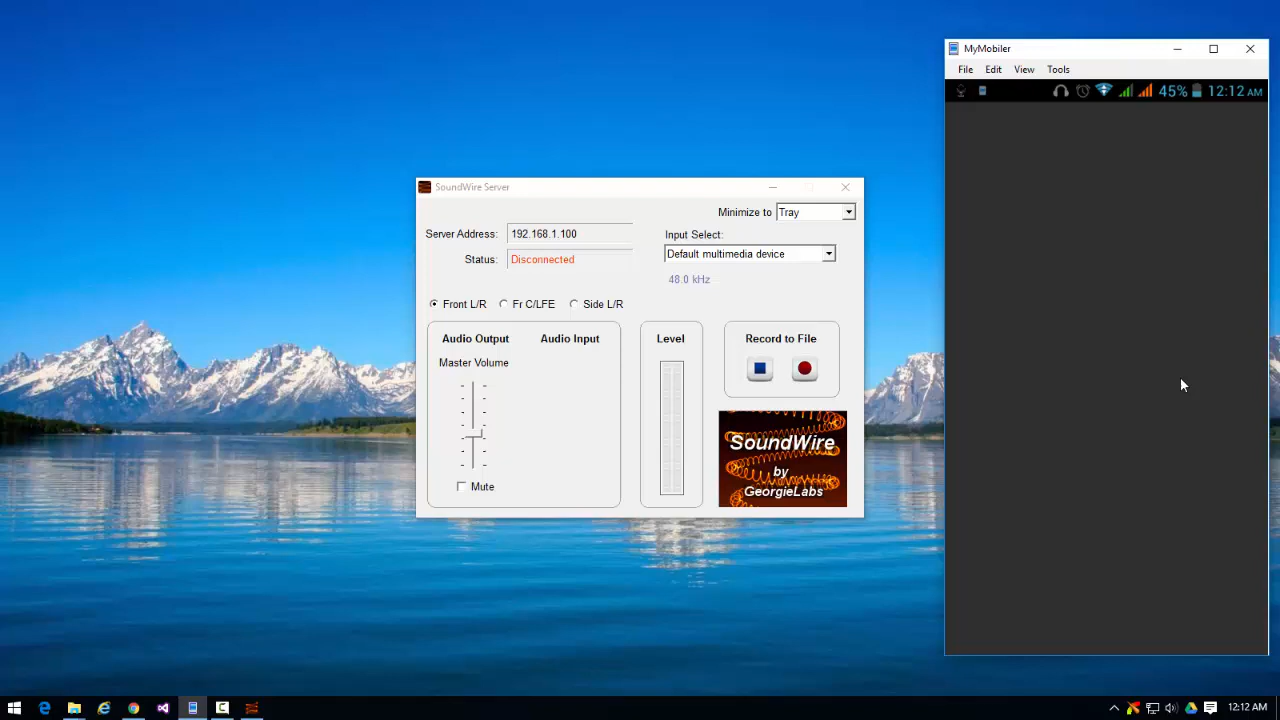 MyMobiler
File Edit View Tools
45% 12:12 AM
SoundWire Server
Minimize to Tray
Server Address: 192.168.1.100
Input Select:
Default multimedia device
Status: Disconnected
48.0 kHz
Front L/R Fr C/LFE Side L/R
Audio Output Audio Input
Master Volume
Mute
Level
Record to File
SoundWire
by
GeorgieLabs
12:12 AM